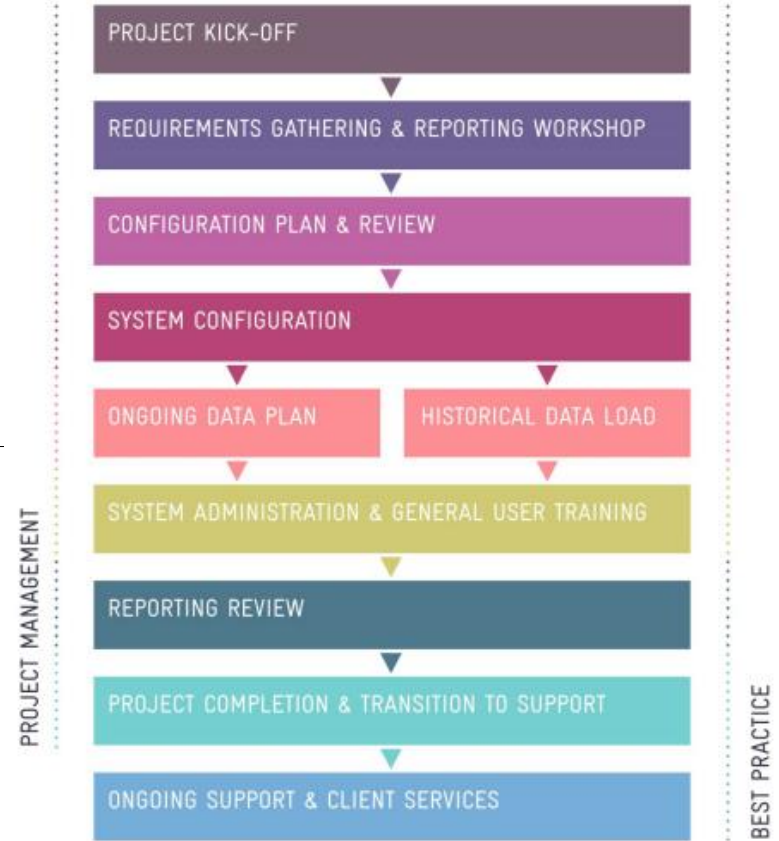 PROJECT KICK-OFF
REQUIREMENTS GATHERING & REPORTING WORKSHOP
CONFIGURATION PLAN & REVIEW
SYSTEM CONFIGURATION
ONGOING DATA PLAN
HISTORICAL DATA LOAD
SYSTEM ADMINISTRATION & GENERAL USER TRAINING
REPORTING REVIEW
PROJECT COMPLETION & TRANSITION TO SUPPORT
ONGOING SUPPORT & CLIENT SERVICES
PROJECT MANAGEMENT
BEST PRACTICE